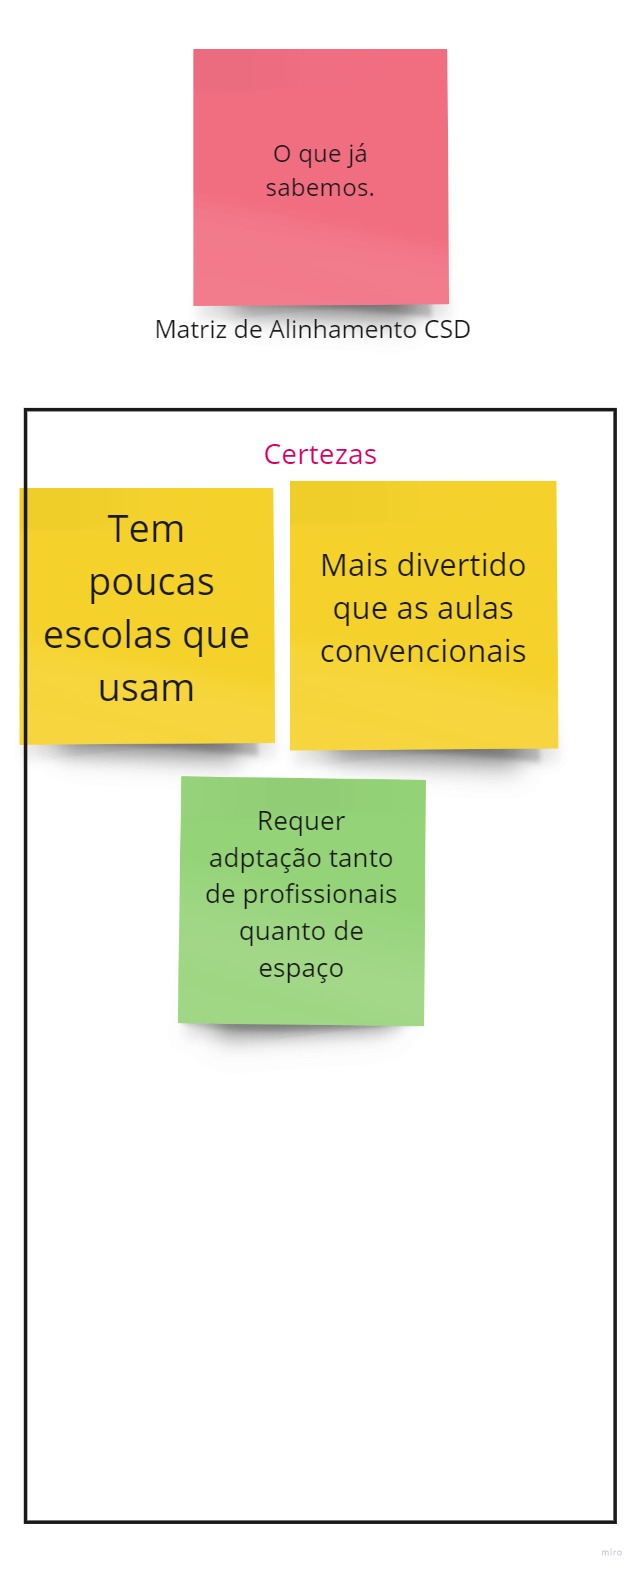 O que já
sabemos.
Matriz de Alinhamento CSD
Certezas
Tem
poucas
escolas que
usam
Mais divertido
que as aulas
convencionais
Requer
adptação tanto
de profissionais
quanto de
espaço
miro